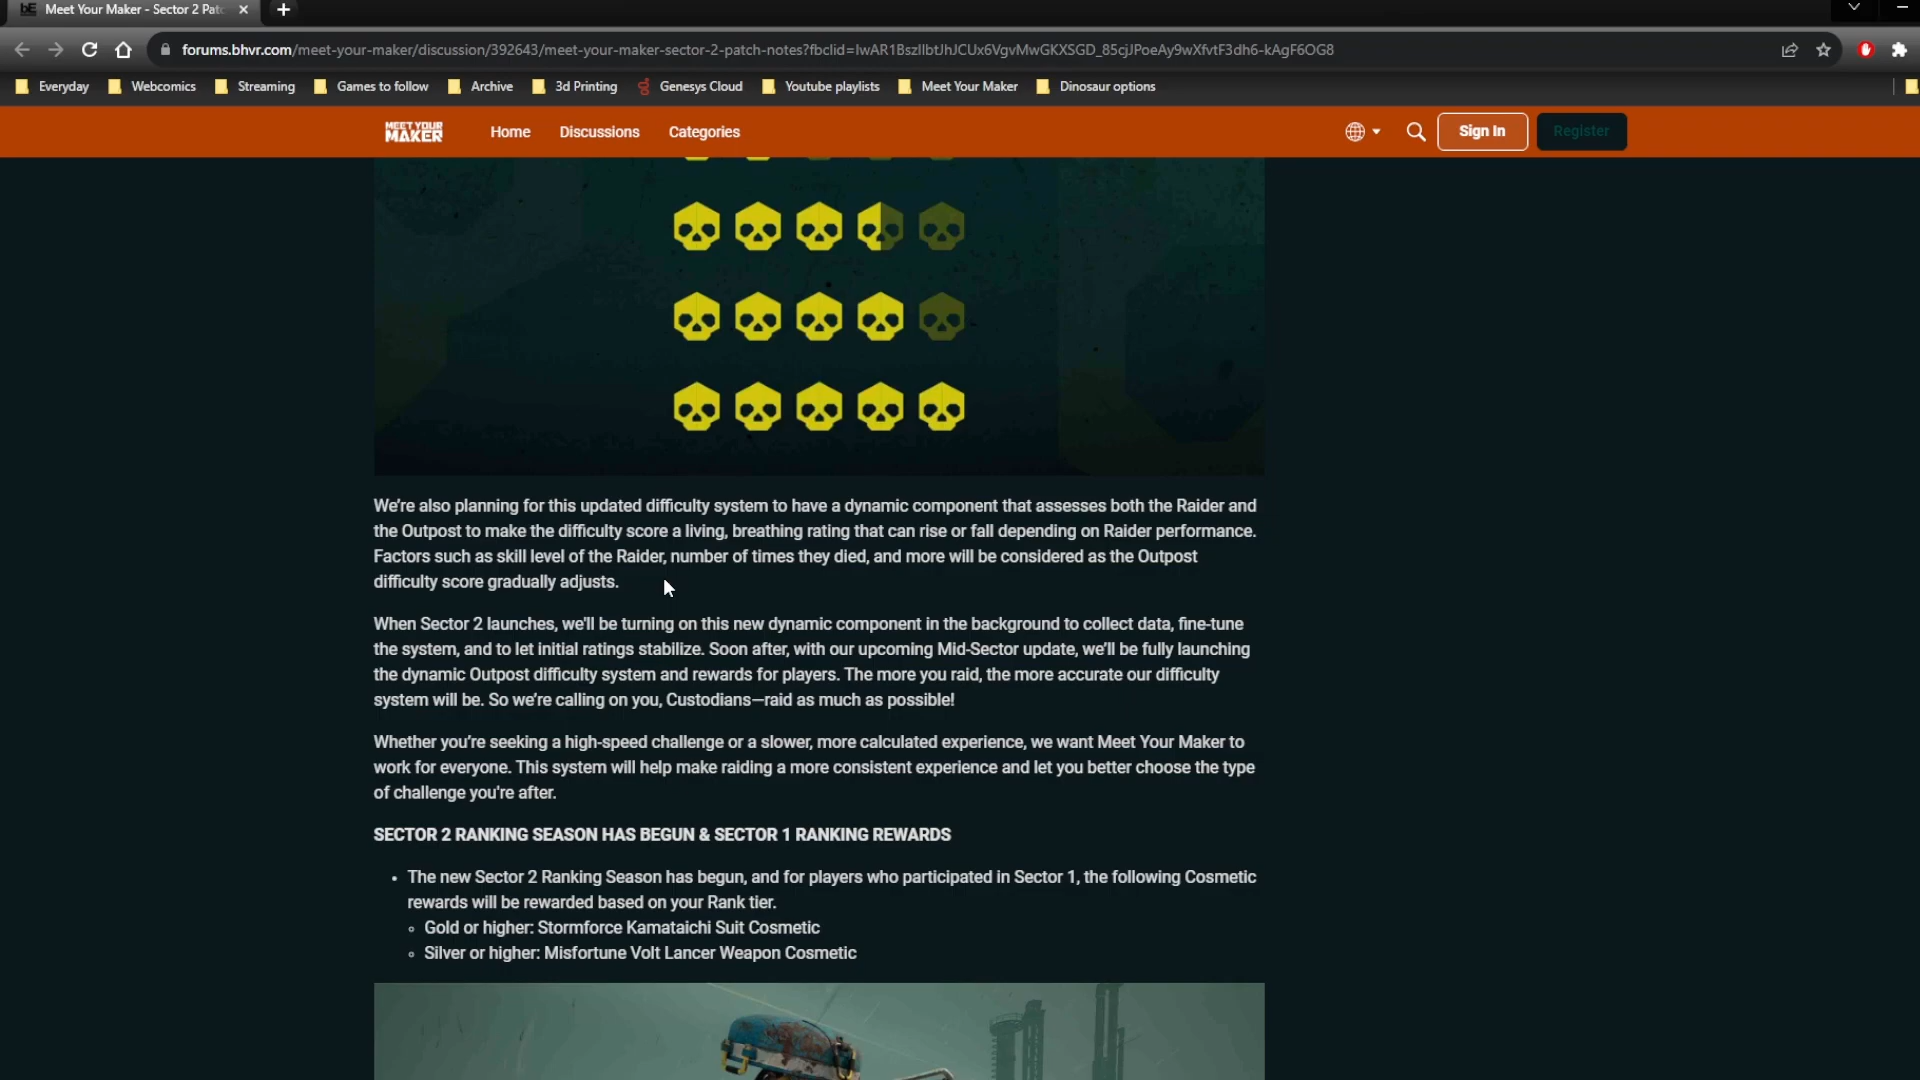 Meet Your Maker - Sector 2 Pat
forums.bhvr.com/meet-your-maker/discussion/392643/meet-your-maker-sector-2-patch-notes?fbclid=
Everyday Webcomics Streaming Games to follow Archive 3d Printing Genesys Cloud Youtube playlists Meet Your Maker Dinosaur options
MEET YOUR
MAKER
Home Discussions Categories Sign In Register
We're also planning for this updated difficulty system to have a dynamic component that assesses both the Raider and
the Outpost to make the difficulty score a living, breathing rating that can rise or fall depending on Raider performance.
Factors such as skill level of the Raider, number of times they died, and more will be considered as the Outpost
difficulty score gradually adjusts.
When Sector 2 launches, we'll be turning on this new dynamic component in the background to collect data, fine-tune
the system, and to let initial ratings stabilize. Soon after, with our upcoming Mid-Sector update, we'll be fully launching
the dynamic Outpost difficulty system and rewards for players. The more you raid, the more accurate our difficulty
system will be. So we're calling on you, Custodians—raid as much as possible!
Whether you're seeking a high-speed challenge or a slower, more calculated experience, we want Meet Your Maker to
work for everyone. This system will help make raiding a more consistent experience and let you better choose the type
of challenge you're after.
SECTOR 2 RANKING SEASON HAS BEGUN & SECTOR 1 RANKING REWARDS
• The new Sector 2 Ranking Season has begun, and for players who participated in Sector 1, the following Cosmetic
rewards will be rewarded based on your Rank tier.
◦ Gold or higher: Stormforce Kamataichi Suit Cosmetic
◦ Silver or higher: Misfortune Volt Lancer Weapon Cosmetic